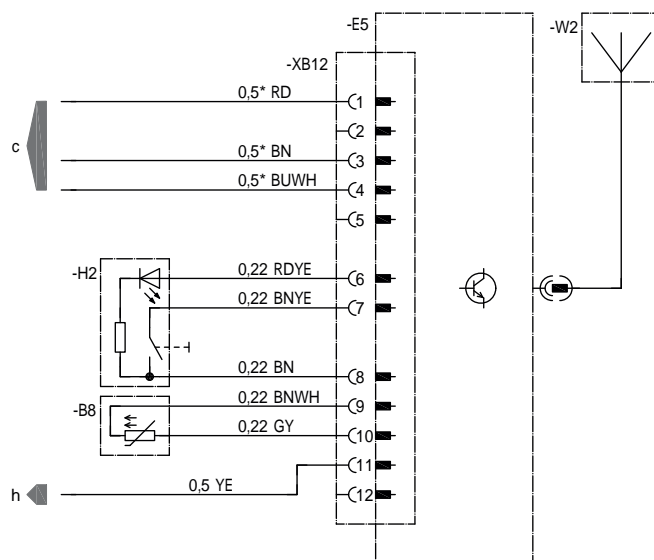 -E5
-W2
-XB12
0,5* RD
1
2
c
0,5* BN
3
0,5* BUWH
4
5
-H2
0,22 RDYE
6
0,22 BNYE
7
0,22 BN
8
0,22 BNWH
9
-B8
0,22 GY
10
11
h
0,5 YE
12